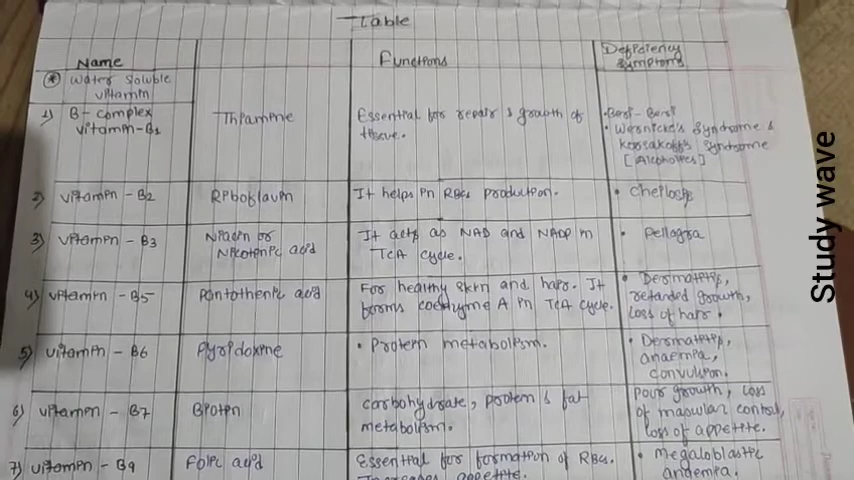 Table
Name
Functions
Deficiency
Symptoms
* Water Soluble
Vitamin
1) B-complex
Vitamin-B1
Thiamine
Essential for repair & growth of
tissue.
• Beri-Beri
• Wernicke's Syndrome &
Korsakoff's Syndrome
[Alcoholics]
2) Vitamin-B2
Riboflavin
It helps in RBCs production.
• Cheilosis
3) Vitamin-B3
Niacin or
Nicotinic acid
It acts as NAD and NADP in
TCA cycle.
• Pellagra
4) Vitamin-B5
Pantothenic acid
For healthy skin and hair. It
forms coenzyme A in TCA cycle.
• Dermatitis,
retarded growth,
Loss of hair.
5) Vitamin-B6
Pyridoxine
• Protein metabolism.
• Dermatitis,
anaemia,
convulsion.
6) Vitamin-B7
Biotin
carbohydrate, protein & fat
metabolism.
Pour growth, Loss
of mascular control,
loss of appetite.
7) Vitamin-B9
Folic acid
Essential for formation of RBCs.
Increases appetite.
• Megaloblastic
anaemia.
Study wave